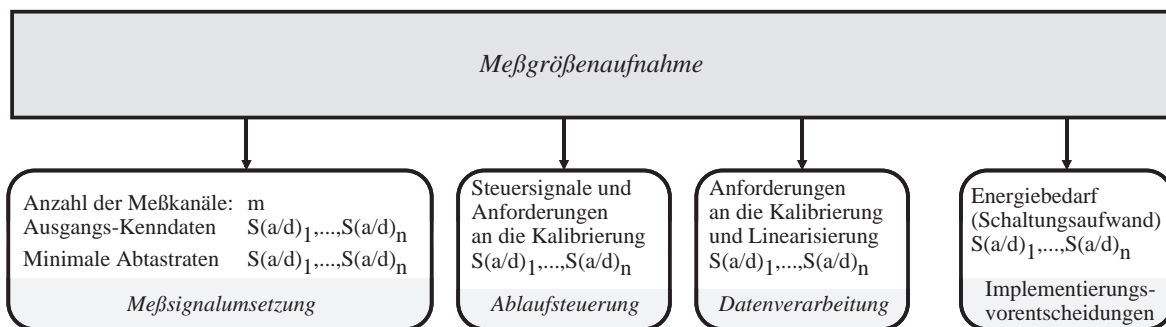 Meßgrößenaufnahme
Anzahl der Meßkanäle: m
Ausgangs-Kenndaten S(a/d)1,...,S(a/d)n
Minimale Abtastraten S(a/d)1,...,S(a/d)n
Meßsignalumsetzung
Steuersignale und
Anforderungen
an die Kalibrierung
S(a/d)1,...,S(a/d)n
Ablaufsteuerung
Anforderungen
an die Kalibrierung
und Linearisierung
S(a/d)1,...,S(a/d)n
Datenverarbeitung
Energiebedarf
(Schaltungsaufwand)
S(a/d)1,...,S(a/d)n
Implementierungs-
vorentscheidungen